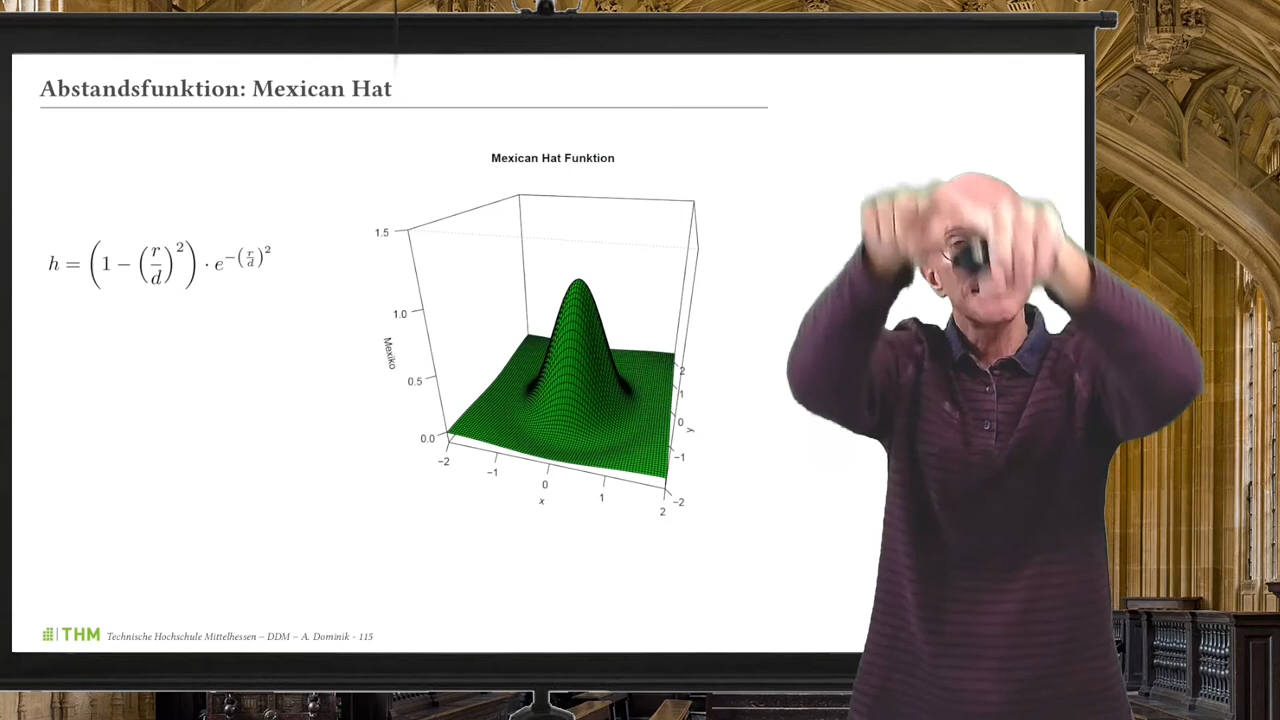 Abstandsfunktion: Mexican Hat
Mexican Hat Funktion
h = (1 − (r/d)²) · e^−(r/d)²
1.5
1.0
0.5
0.0
Mexiko
−2
−1
0
1
2
x
2
1
0
−1
−2
y
THM Technische Hochschule Mittelhessen – DDM – A. Dominik - 115